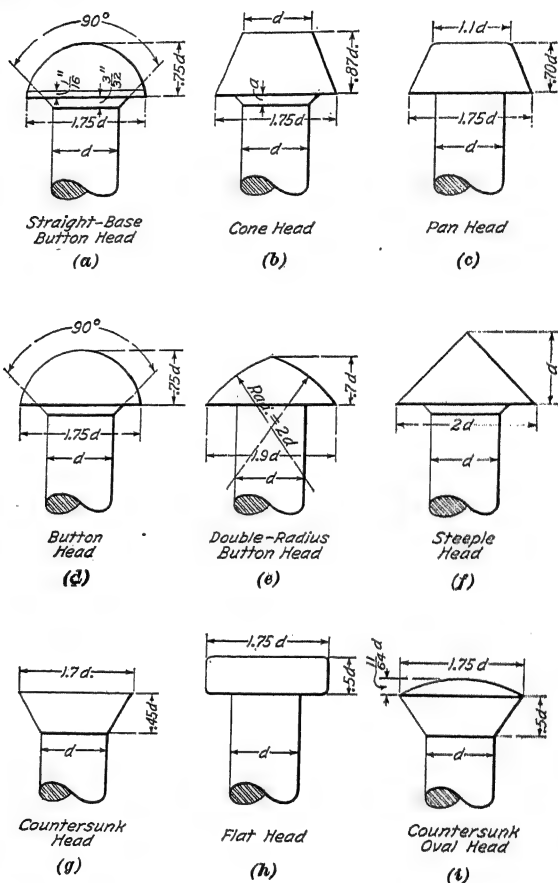 90°
1" 16
3" 32
.75d
1.75d
d
Straight-Base
Button Head
(a)
d
.87d
a
1.75d
d
Cone Head
(b)
1.1d
.70d
1.75d
d
Pan Head
(c)
90°
.75d
1.75d
d
Button
Head
(d)
.7d
Rad. = 2d
1.9d
d
Double-Radius
Button Head
(e)
d
2d
d
Steeple
Head
(f)
1.7d
.45d
d
Countersunk
Head
(g)
1.75d
.5d
d
Flat Head
(h)
11/64 d
1.75d
.5d
d
Countersunk
Oval Head
(i)